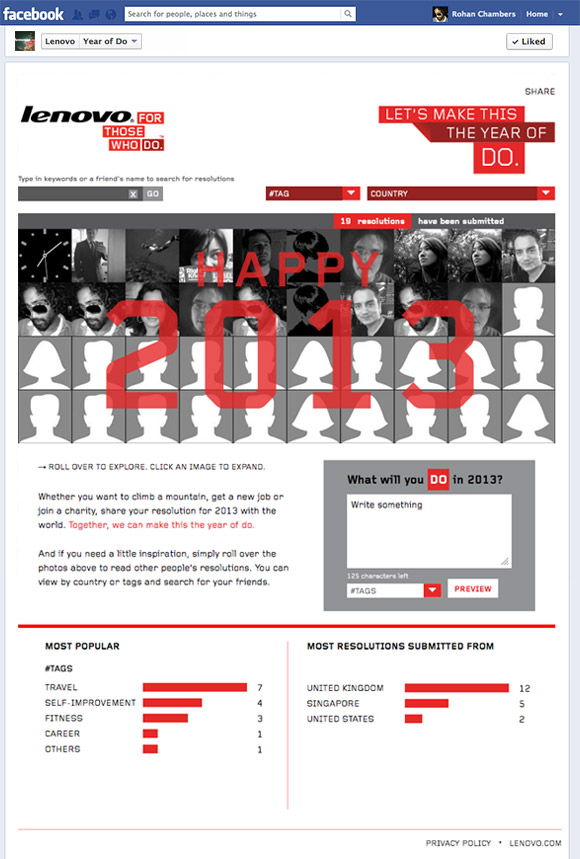 facebook
Search for people, places and things
Rohan Chambers
Home
Lenovo Year of Do
✓ Liked
SHARE
lenovo. FOR
THOSE
WHO DO.™
LET'S MAKE THIS
THE YEAR OF
DO.
Type in keywords or a friend's name to search for resolutions
X GO
#TAG
COUNTRY
19 resolutions have been submitted
HAPPY
2013
→ ROLL OVER TO EXPLORE. CLICK AN IMAGE TO EXPAND.
Whether you want to climb a mountain, get a new job or
join a charity, share your resolution for 2013 with the
world. Together, we can make this the year of do.
And if you need a little inspiration, simply roll over the
photos above to read other people's resolutions. You can
view by country or tags and search for your friends.
What will you DO in 2013?
Write something
125 characters left
#TAGS
PREVIEW
MOST POPULAR
#TAGS
TRAVEL 7
SELF-IMPROVEMENT 4
FITNESS 3
CAREER 1
OTHERS 1
MOST RESOLUTIONS SUBMITTED FROM
UNITED KINGDOM 12
SINGAPORE 5
UNITED STATES 2
PRIVACY POLICY • LENOVO.COM